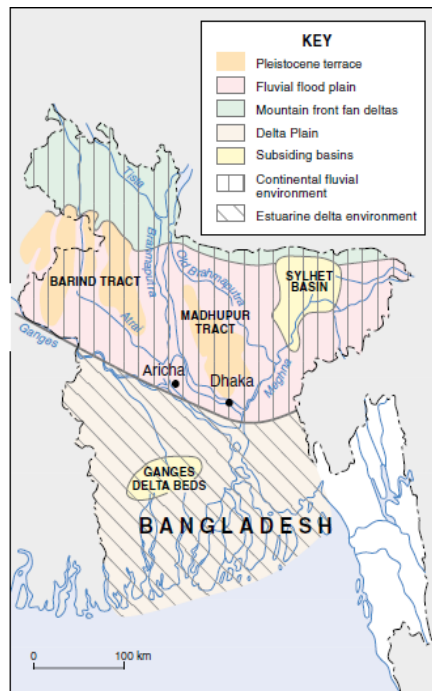 KEY
Pleistocene terrace
Fluvial flood plain
Mountain front fan deltas
Delta Plain
Subsiding basins
Continental fluvial
environment
Estuarine delta environment
Tista
Brahmaputra
Old Brahmaputra
SYLHET
BASIN
BARIND TRACT
Atrai
MADHUPUR
TRACT
Ganges
Meghna
Aricha
Dhaka
GANGES
DELTA BEDS
BANGLADESH
0 100 km